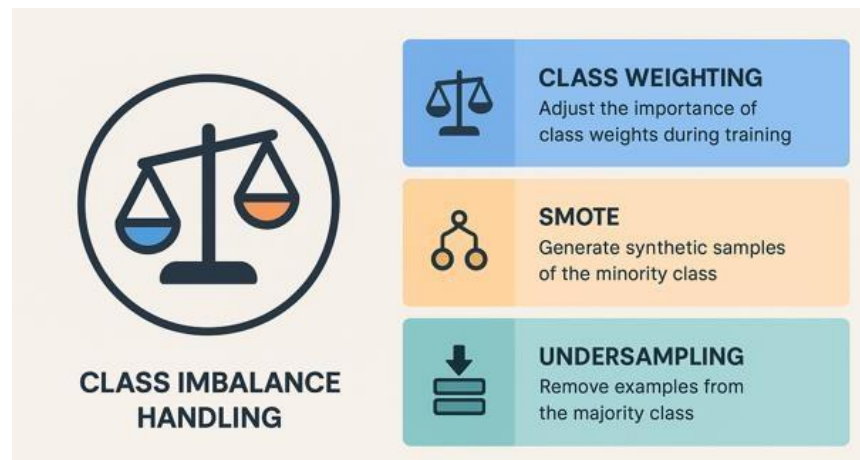 CLASS IMBALANCE
HANDLING
CLASS WEIGHTING
Adjust the importance of
class weights during training
SMOTE
Generate synthetic samples
of the minority class
UNDERSAMPLING
Remove examples from
the majority class